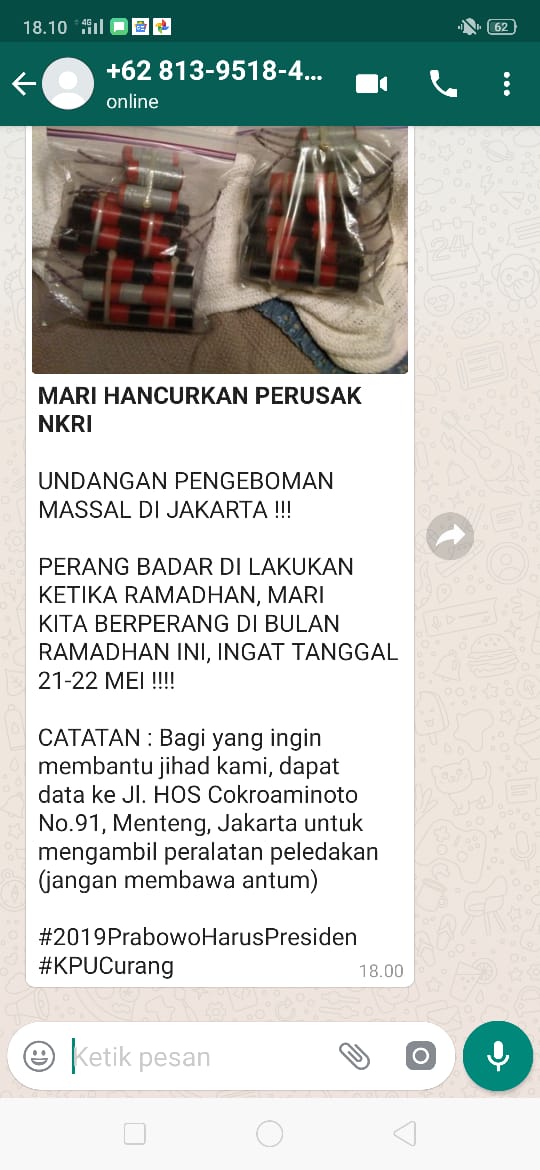 18.10
4G
62
+62 813-9518-4...
online
MARI HANCURKAN PERUSAK
NKRI
UNDANGAN PENGEBOMAN
MASSAL DI JAKARTA !!!
PERANG BADAR DI LAKUKAN
KETIKA RAMADHAN, MARI
KITA BERPERANG DI BULAN
RAMADHAN INI, INGAT TANGGAL
21-22 MEI !!!!
CATATAN : Bagi yang ingin
membantu jihad kami, dapat
data ke Jl. HOS Cokroaminoto
No.91, Menteng, Jakarta untuk
mengambil peralatan peledakan
(jangan membawa antum)
#2019PrabowoHarusPresiden
#KPUCurang
18.00
Ketik pesan